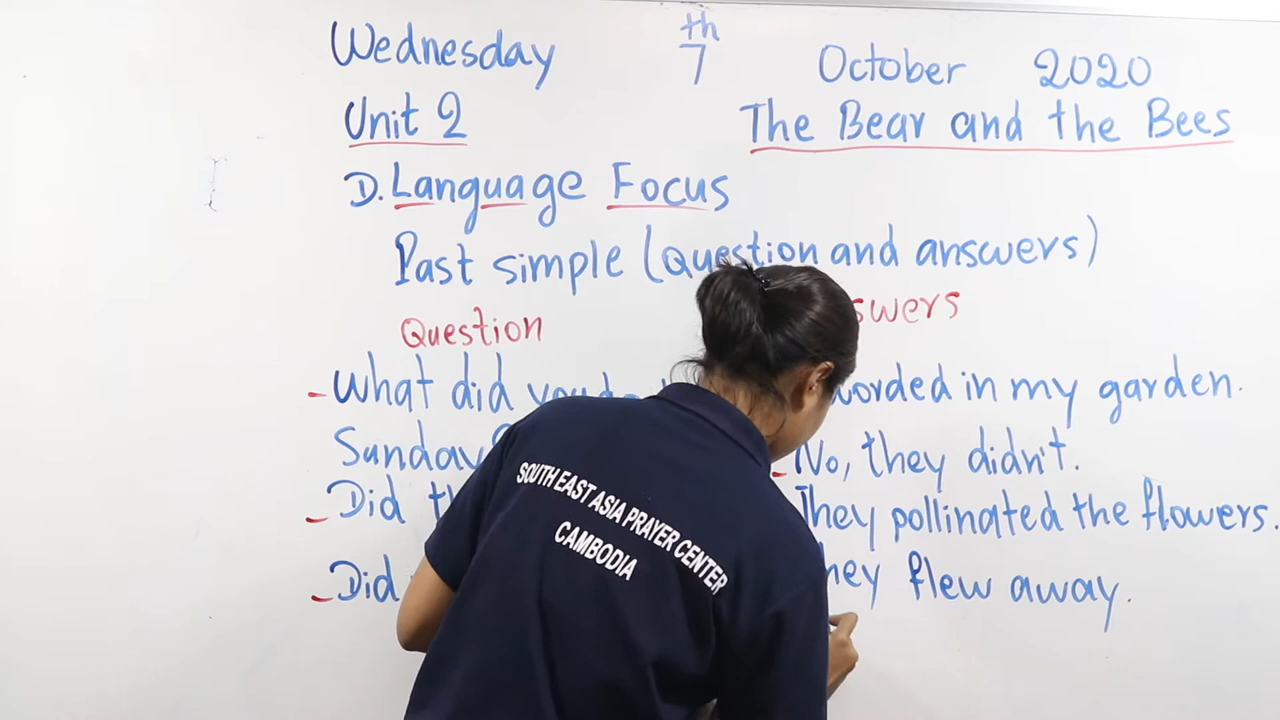 Wednesday 7th October 2020
Unit 2 The Bear and the Bees
D. Language Focus
Past simple (question and answers)
Question swers
- What did you worded in my garden.
Sunday - No, they didn't.
- Did They pollinated the flowers.
- Did hey flew away.
SOUTH EAST ASIA PRAYER CENTER
CAMBODIA